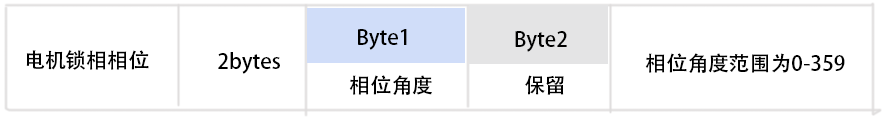 电机锁相相位
2bytes
Byte1
Byte2
相位角度
保留
相位角度范围为0-359